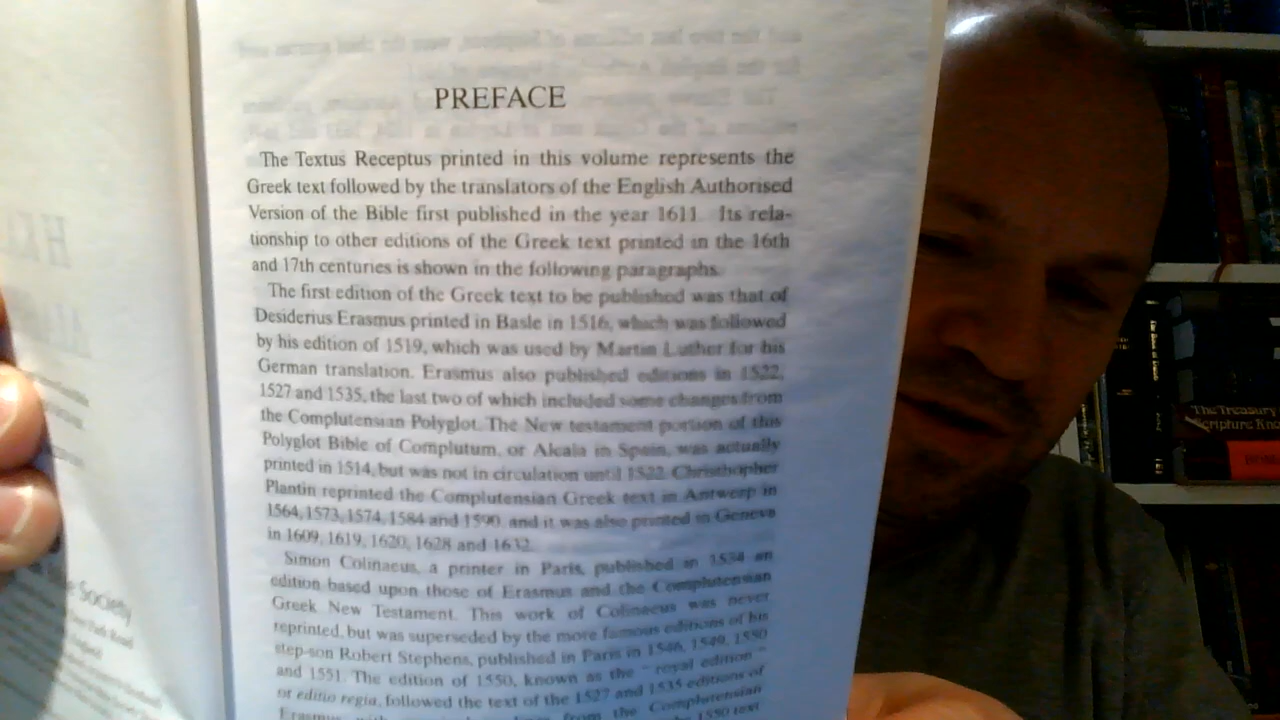 PREFACE
The Textus Receptus printed in this volume represents the
Greek text followed by the translators of the English Authorised
Version of the Bible first published in the year 1611. Its rela-
tionship to other editions of the Greek text printed in the 16th
and 17th centuries is shown in the following paragraphs.
The first edition of the Greek text to be published was that of
Desiderius Erasmus printed in Basle in 1516, which was followed
by his edition of 1519, which was used by Martin Luther for his
German translation. Erasmus also published editions in 1522,
1527 and 1535, the last two of which included some changes from
the Complutensian Polyglot. The New testament portion of this
Polyglot Bible of Complutum, or Alcala in Spain, was actually
printed in 1514, but was not in circulation until 1522. Christhopher
Plantin reprinted the Complutensian Greek text in Antwerp in
1564, 1573, 1574, 1584 and 1590, and it was also printed in Geneva
in 1609, 1619, 1620, 1628 and 1632.
Simon Colinaeus, a printer in Paris, published in 1534 an
edition based upon those of Erasmus and the Complutensian
Greek New Testament. This work of Colinaeus was never
reprinted, but was superseded by the more famous editions of his
step-son Robert Stephens, published in Paris in 1546, 1549, 1550
and 1551. The edition of 1550, known as the "royal edition"
or editio regia, followed the text of the 1527 and 1535 editions of
Erasmus, with from the Complutensian
1550 text
Society
The Treasury
Scripture